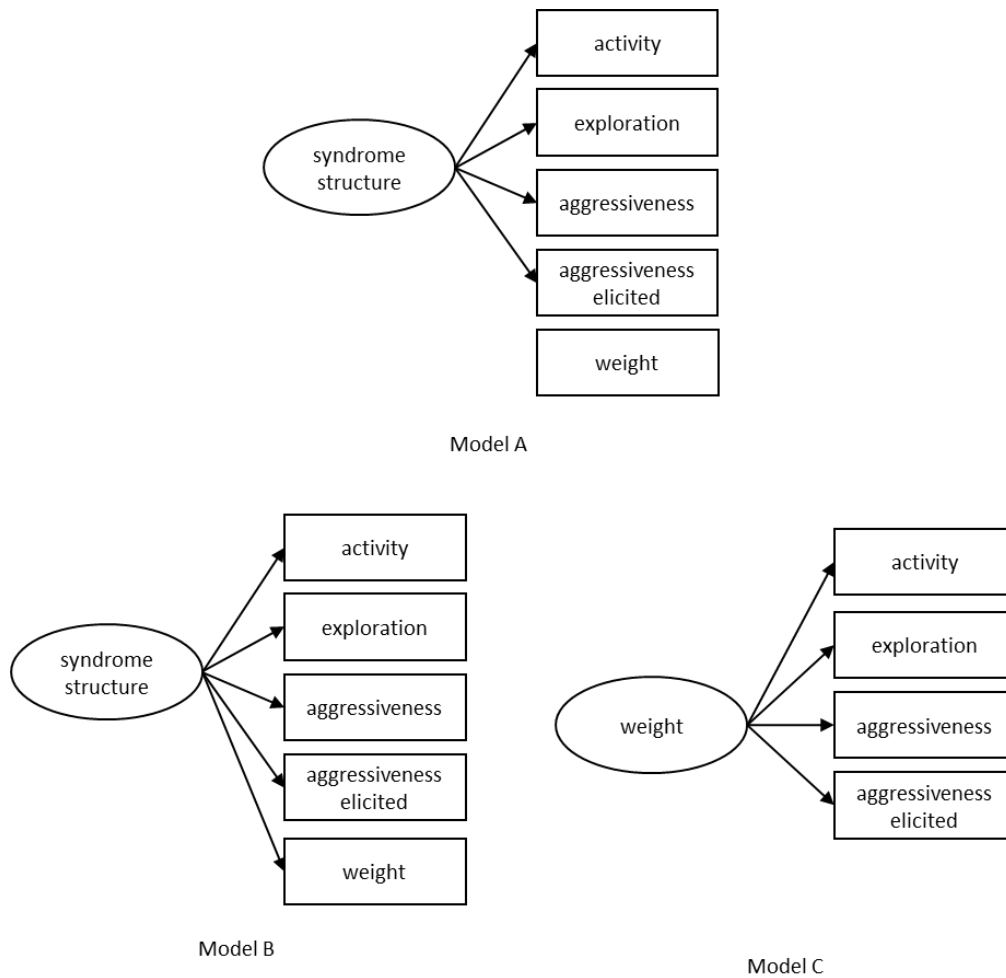 activity
exploration
syndrome
structure
aggressiveness
aggressiveness
elicited
weight
Model A
activity
exploration
syndrome
structure
aggressiveness
aggressiveness
elicited
weight
Model B
activity
exploration
weight
aggressiveness
aggressiveness
elicited
Model C